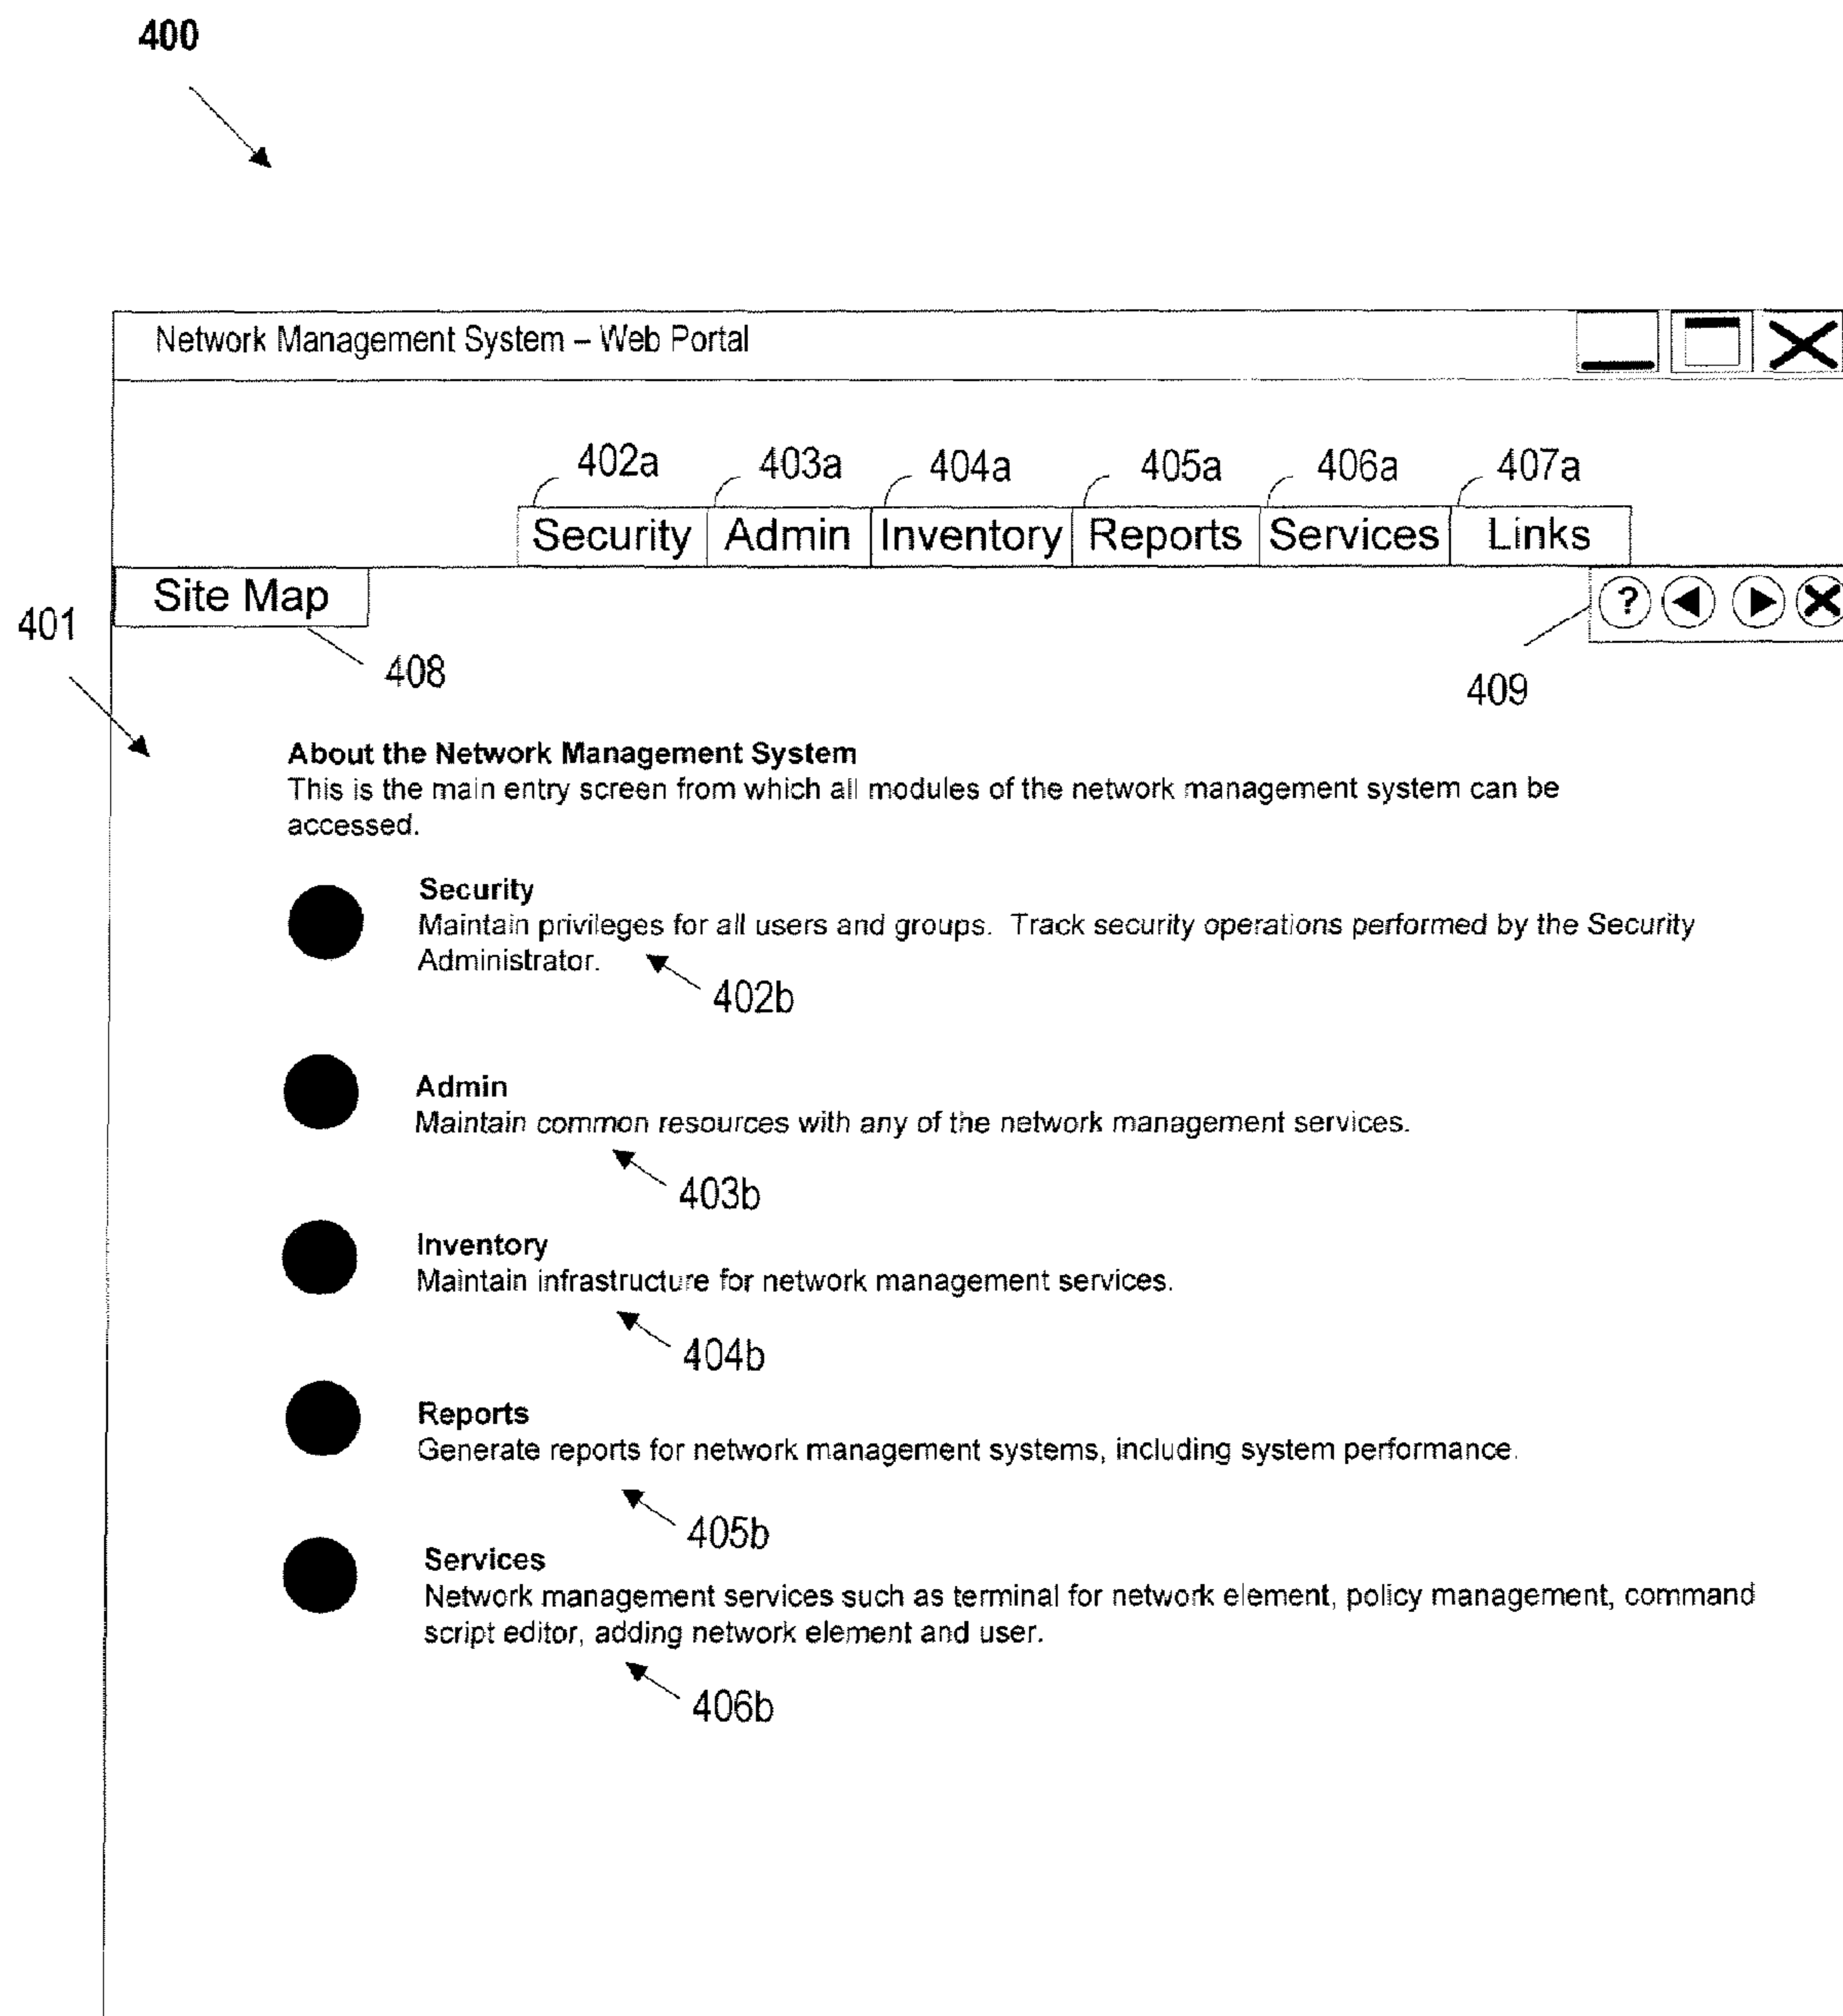 400
Network Management System – Web Portal
402a 403a 404a 405a 406a 407a
Security Admin Inventory Reports Services Links
Site Map ?
401
408
409
About the Network Management System
This is the main entry screen from which all modules of the network management system can be
accessed.
Security
Maintain privileges for all users and groups. Track security operations performed by the Security
Administrator.
402b
Admin
Maintain common resources with any of the network management services.
403b
Inventory
Maintain infrastructure for network management services.
404b
Reports
Generate reports for network management systems, including system performance.
405b
Services
Network management services such as terminal for network element, policy management, command
script editor, adding network element and user.
406b